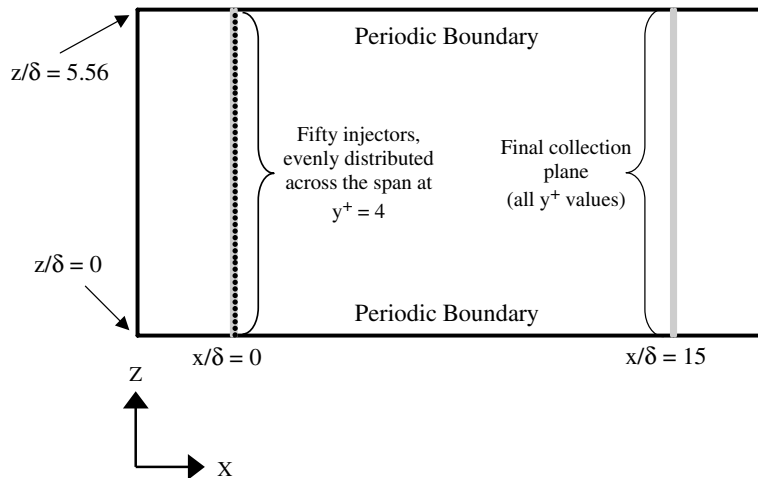 Periodic Boundary
z/δ = 5.56
Fifty injectors,
evenly distributed
across the span at
y⁺ = 4
Final collection
plane
(all y⁺ values)
z/δ = 0
Periodic Boundary
x/δ = 0
x/δ = 15
Z
X